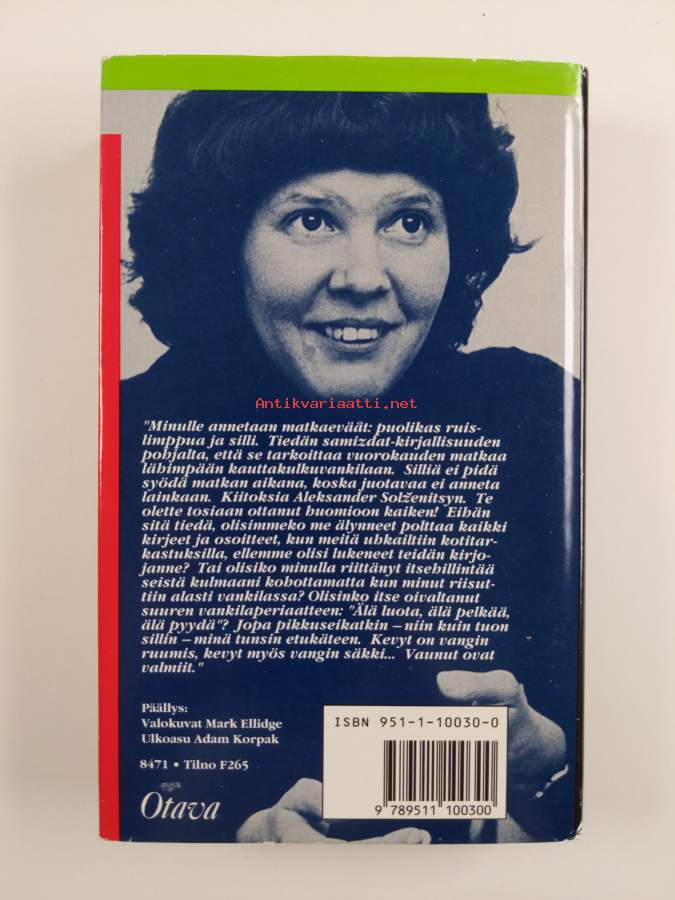 Antikvariaatti.net
"Minulle annetaan matkaeväät: puolikas ruis-
limppua ja silli. Tiedän samizdat-kirjallisuuden
pohjalta, että se tarkoittaa vuorokauden matkaa
lähimpään kauttakulkuvankilaan. Silliä ei pidä
syödä matkan aikana, koska juotavaa ei anneta
lainkaan. Kiitoksia Aleksander Solženitsyn. Te
olette tosiaan ottanut huomioon kaiken! Eihän
sitä tiedä, olisimmeko me älynneet polttaa kaikki
kirjeet ja osoitteet, kun meitä uhkailtiin kotitar-
kastuksilla, ellemme olisi lukeneet teidän kirjo-
janne? Tai olisiko minulla riittänyt itsehillintää
seistä kulmaani kohottamatta kun minut riisut-
tiin alasti vankilassa? Olisinko itse oivaltanut
suuren vankilaperiaatteen: "Älä luota, älä pelkää,
älä pyydä"? Jopa pikkuseikatkin – niin kuin tuon
sillin – minä tunsin etukäteen. Kevyt on vangin
ruumis, kevyt myös vangin säkki... Vaunut ovat
valmiit."
Päällys:
Valokuvat Mark Ellidge
Ulkoasu Adam Korpak
8471 • Tilno F265
Otava
ISBN 951-1-10030-0
9 789511 100300